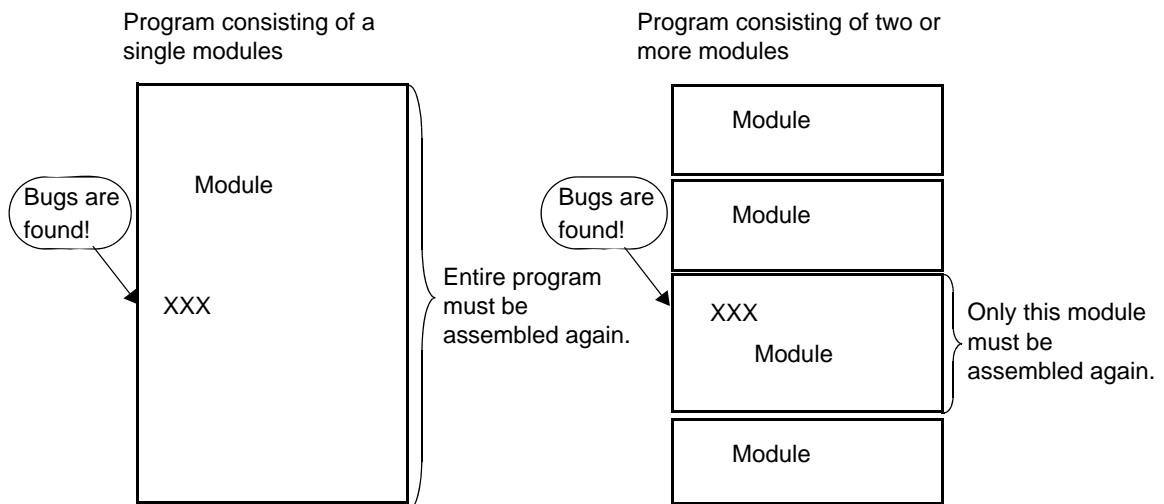 Program consisting of a
single modules
Module
Bugs are
found!
XXX
Entire program
must be
assembled again.
Program consisting of two or
more modules
Module
Module
Bugs are
found!
XXX
Module
Only this module
must be
assembled again.
Module